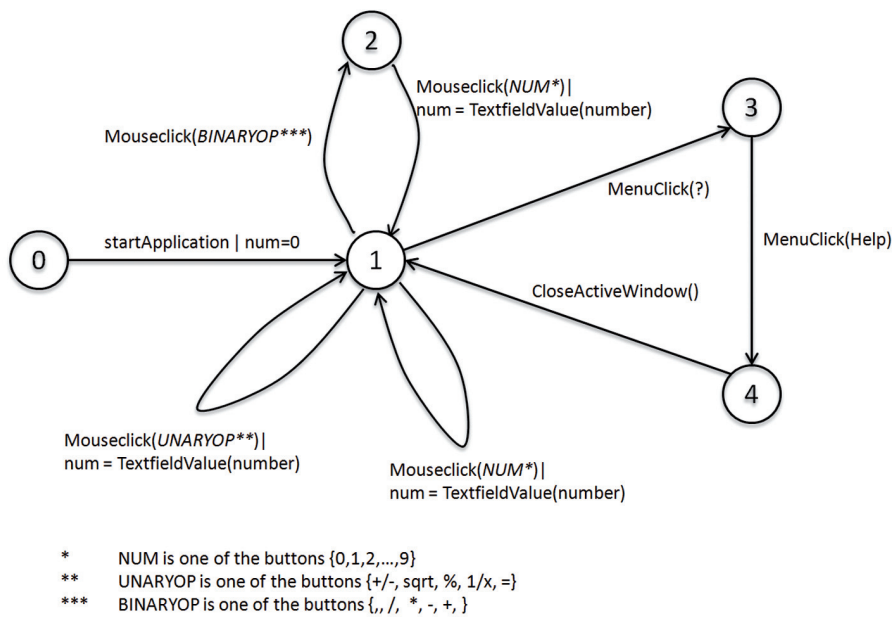 2
Mouseclick(NUM*)|
num = TextfieldValue(number)
3
Mouseclick(BINARYOP***)
MenuClick(?)
startApplication | num=0
0
1
MenuClick(Help)
CloseActiveWindow()
4
Mouseclick(UNARYOP**)|
num = TextfieldValue(number)
Mouseclick(NUM*)|
num = TextfieldValue(number)
* NUM is one of the buttons {0,1,2,...,9}
** UNARYOP is one of the buttons {+/-, sqrt, %, 1/x, =}
*** BINARYOP is one of the buttons {,, /, *, -, +, }